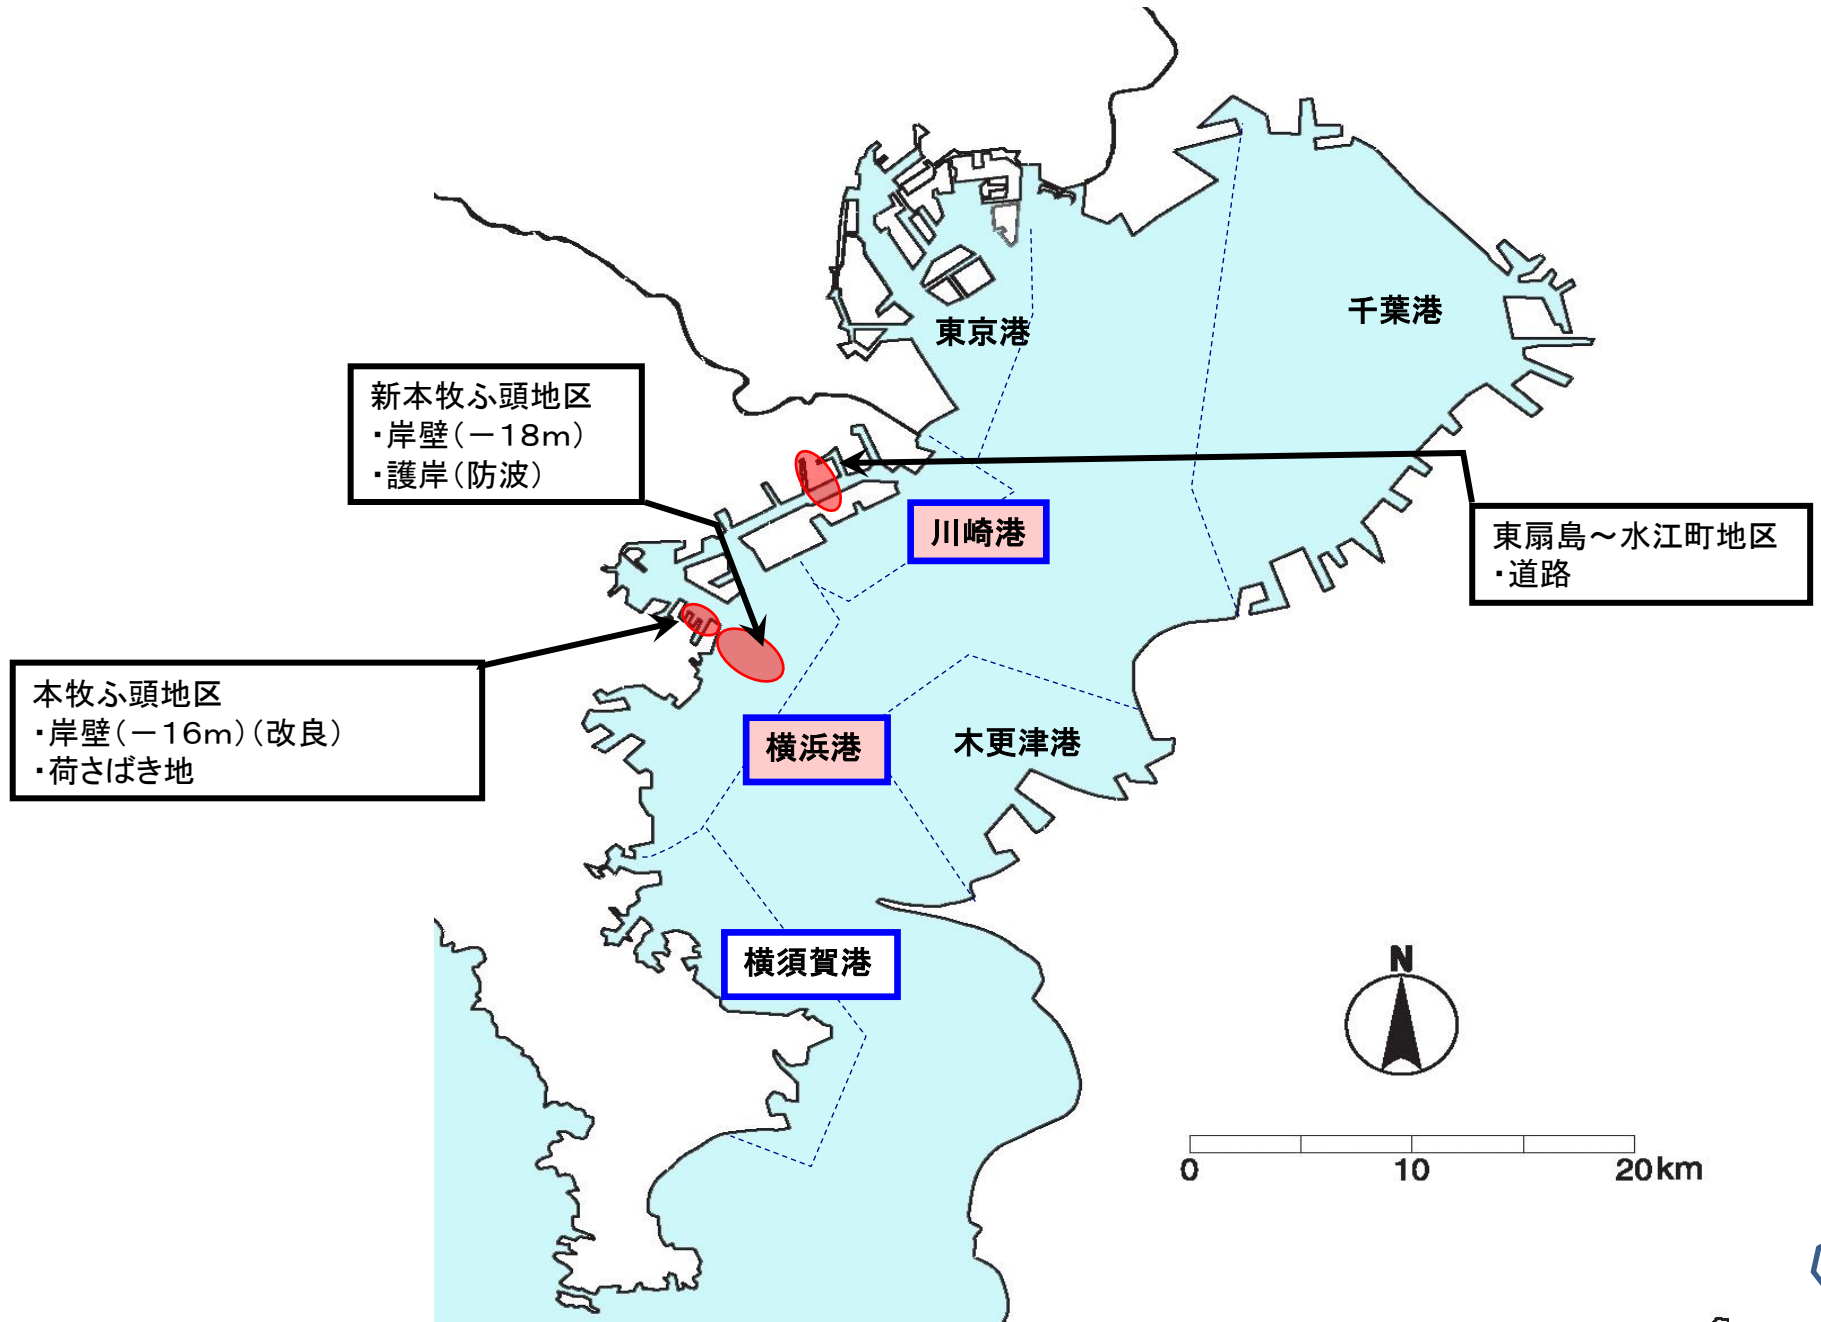 東京港
千葉港
新本牧ふ頭地区
・岸壁(－18m)
・護岸(防波)
川崎港
東扇島～水江町地区
・道路
本牧ふ頭地区
・岸壁(－16m)(改良)
・荷さばき地
横浜港
木更津港
横須賀港
N
0 10 20km